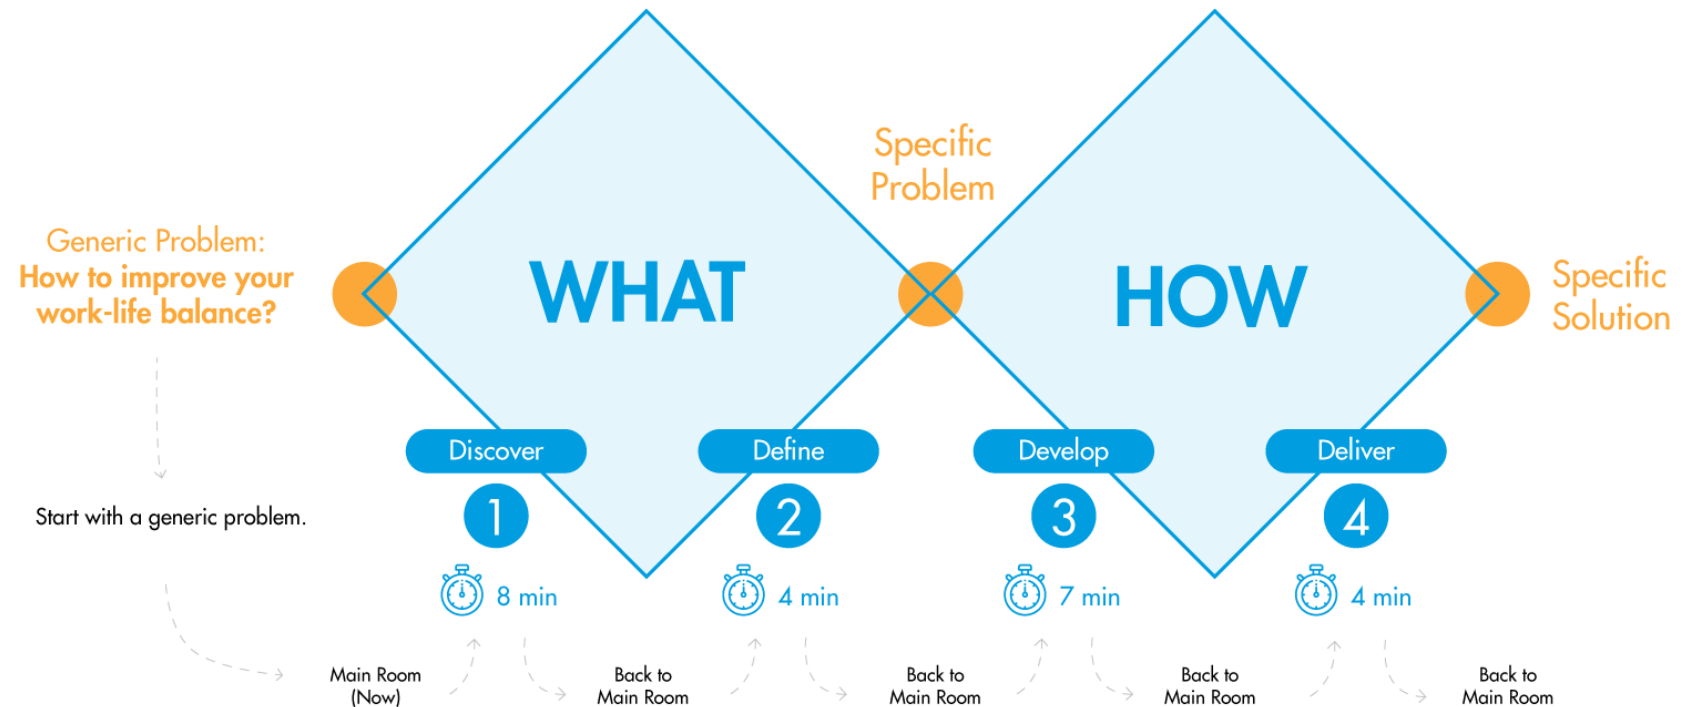 Specific
Problem
Generic Problem:
How to improve your
work-life balance?
WHAT
HOW
Specific
Solution
Discover
Define
Develop
Deliver
Start with a generic problem.
1
2
3
4
8 min
4 min
7 min
4 min
Main Room
(Now)
Back to
Main Room
Back to
Main Room
Back to
Main Room
Back to
Main Room